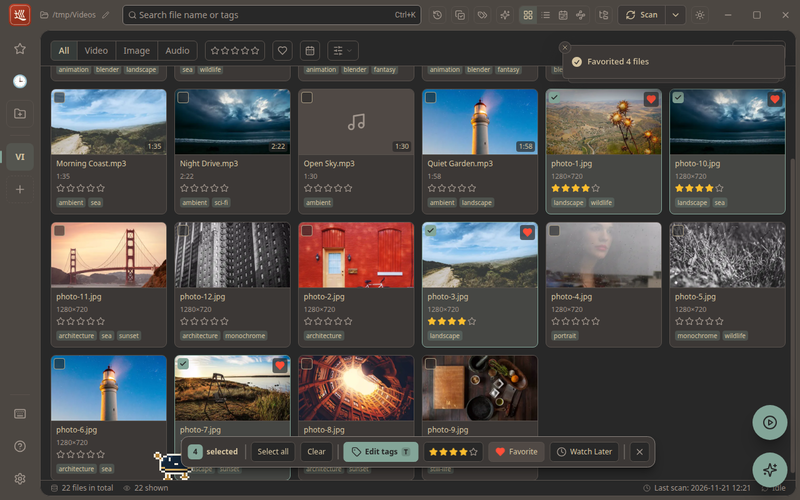 /tmp/Videos
Search file name or tags
Ctrl+K
Scan
All
Video
Image
Audio
Favorited 4 files
animation blender landscape
sea wildlife
animation blender fantasy
animation blender fantasy
1:35
2:22
1:30
1:58
Morning Coast.mp3
Night Drive.mp3
Open Sky.mp3
Quiet Garden.mp3
photo-1.jpg
photo-10.jpg
1:35
2:22
1:30
1:58
1280×720
1280×720
ambient sea
ambient sci-fi
ambient
ambient landscape
landscape wildlife
landscape sea
photo-11.jpg
photo-12.jpg
photo-2.jpg
photo-3.jpg
photo-4.jpg
photo-5.jpg
1280×720
1280×720
1280×720
1280×720
1280×720
1280×720
architecture sea sunset
architecture monochrome
architecture
landscape
portrait
monochrome wildlife
VI
photo-6.jpg
photo-7.jpg
photo-8.jpg
photo-9.jpg
1280×720
4 selected
Select all
Clear
Edit tags T
Favorite
Watch Later
architecture sea
sunset
22 files in total
22 shown
Last scan: 2026-11-21 12:21
Idle